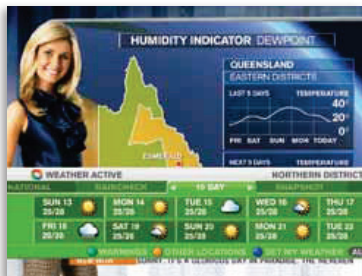 HUMIDITY INDICATOR DEWPOINT
QUEENSLAND
EASTERN DISTRICTS
LAST 5 DAYS TEMPERATURE
40°
20°
0°
FRI SAT SUN MON TODAY
EMERALD
NEXT 5 DAYS TEMPERATURE
WEATHER ACTIVE NORTHERN DISTRICT
NATIONAL RAINCHECK 10 DAY SNAPSHOT
SUN 13 MON 14 TUE 15 WED 16 THU 17
25/28 25/28 25/28 25/28 25/28
FRI 18 SAT 19 SUN 20 MON 21 TUE 22
25/28 25/28 25/28 25/28 25/28
WARNINGS OTHER LOCATIONS GET MY WEATHER